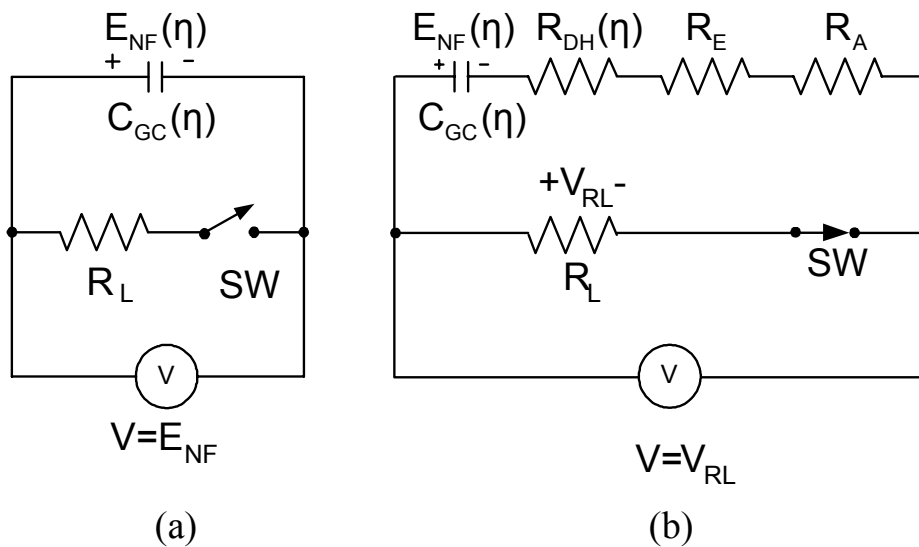 E_NF(η)
+ -
C_GC(η)
R_L
SW
V
V=E_NF
(a)
E_NF(η) R_DH(η) R_E R_A
+ -
C_GC(η)
+V_RL-
R_L
SW
V
V=V_RL
(b)